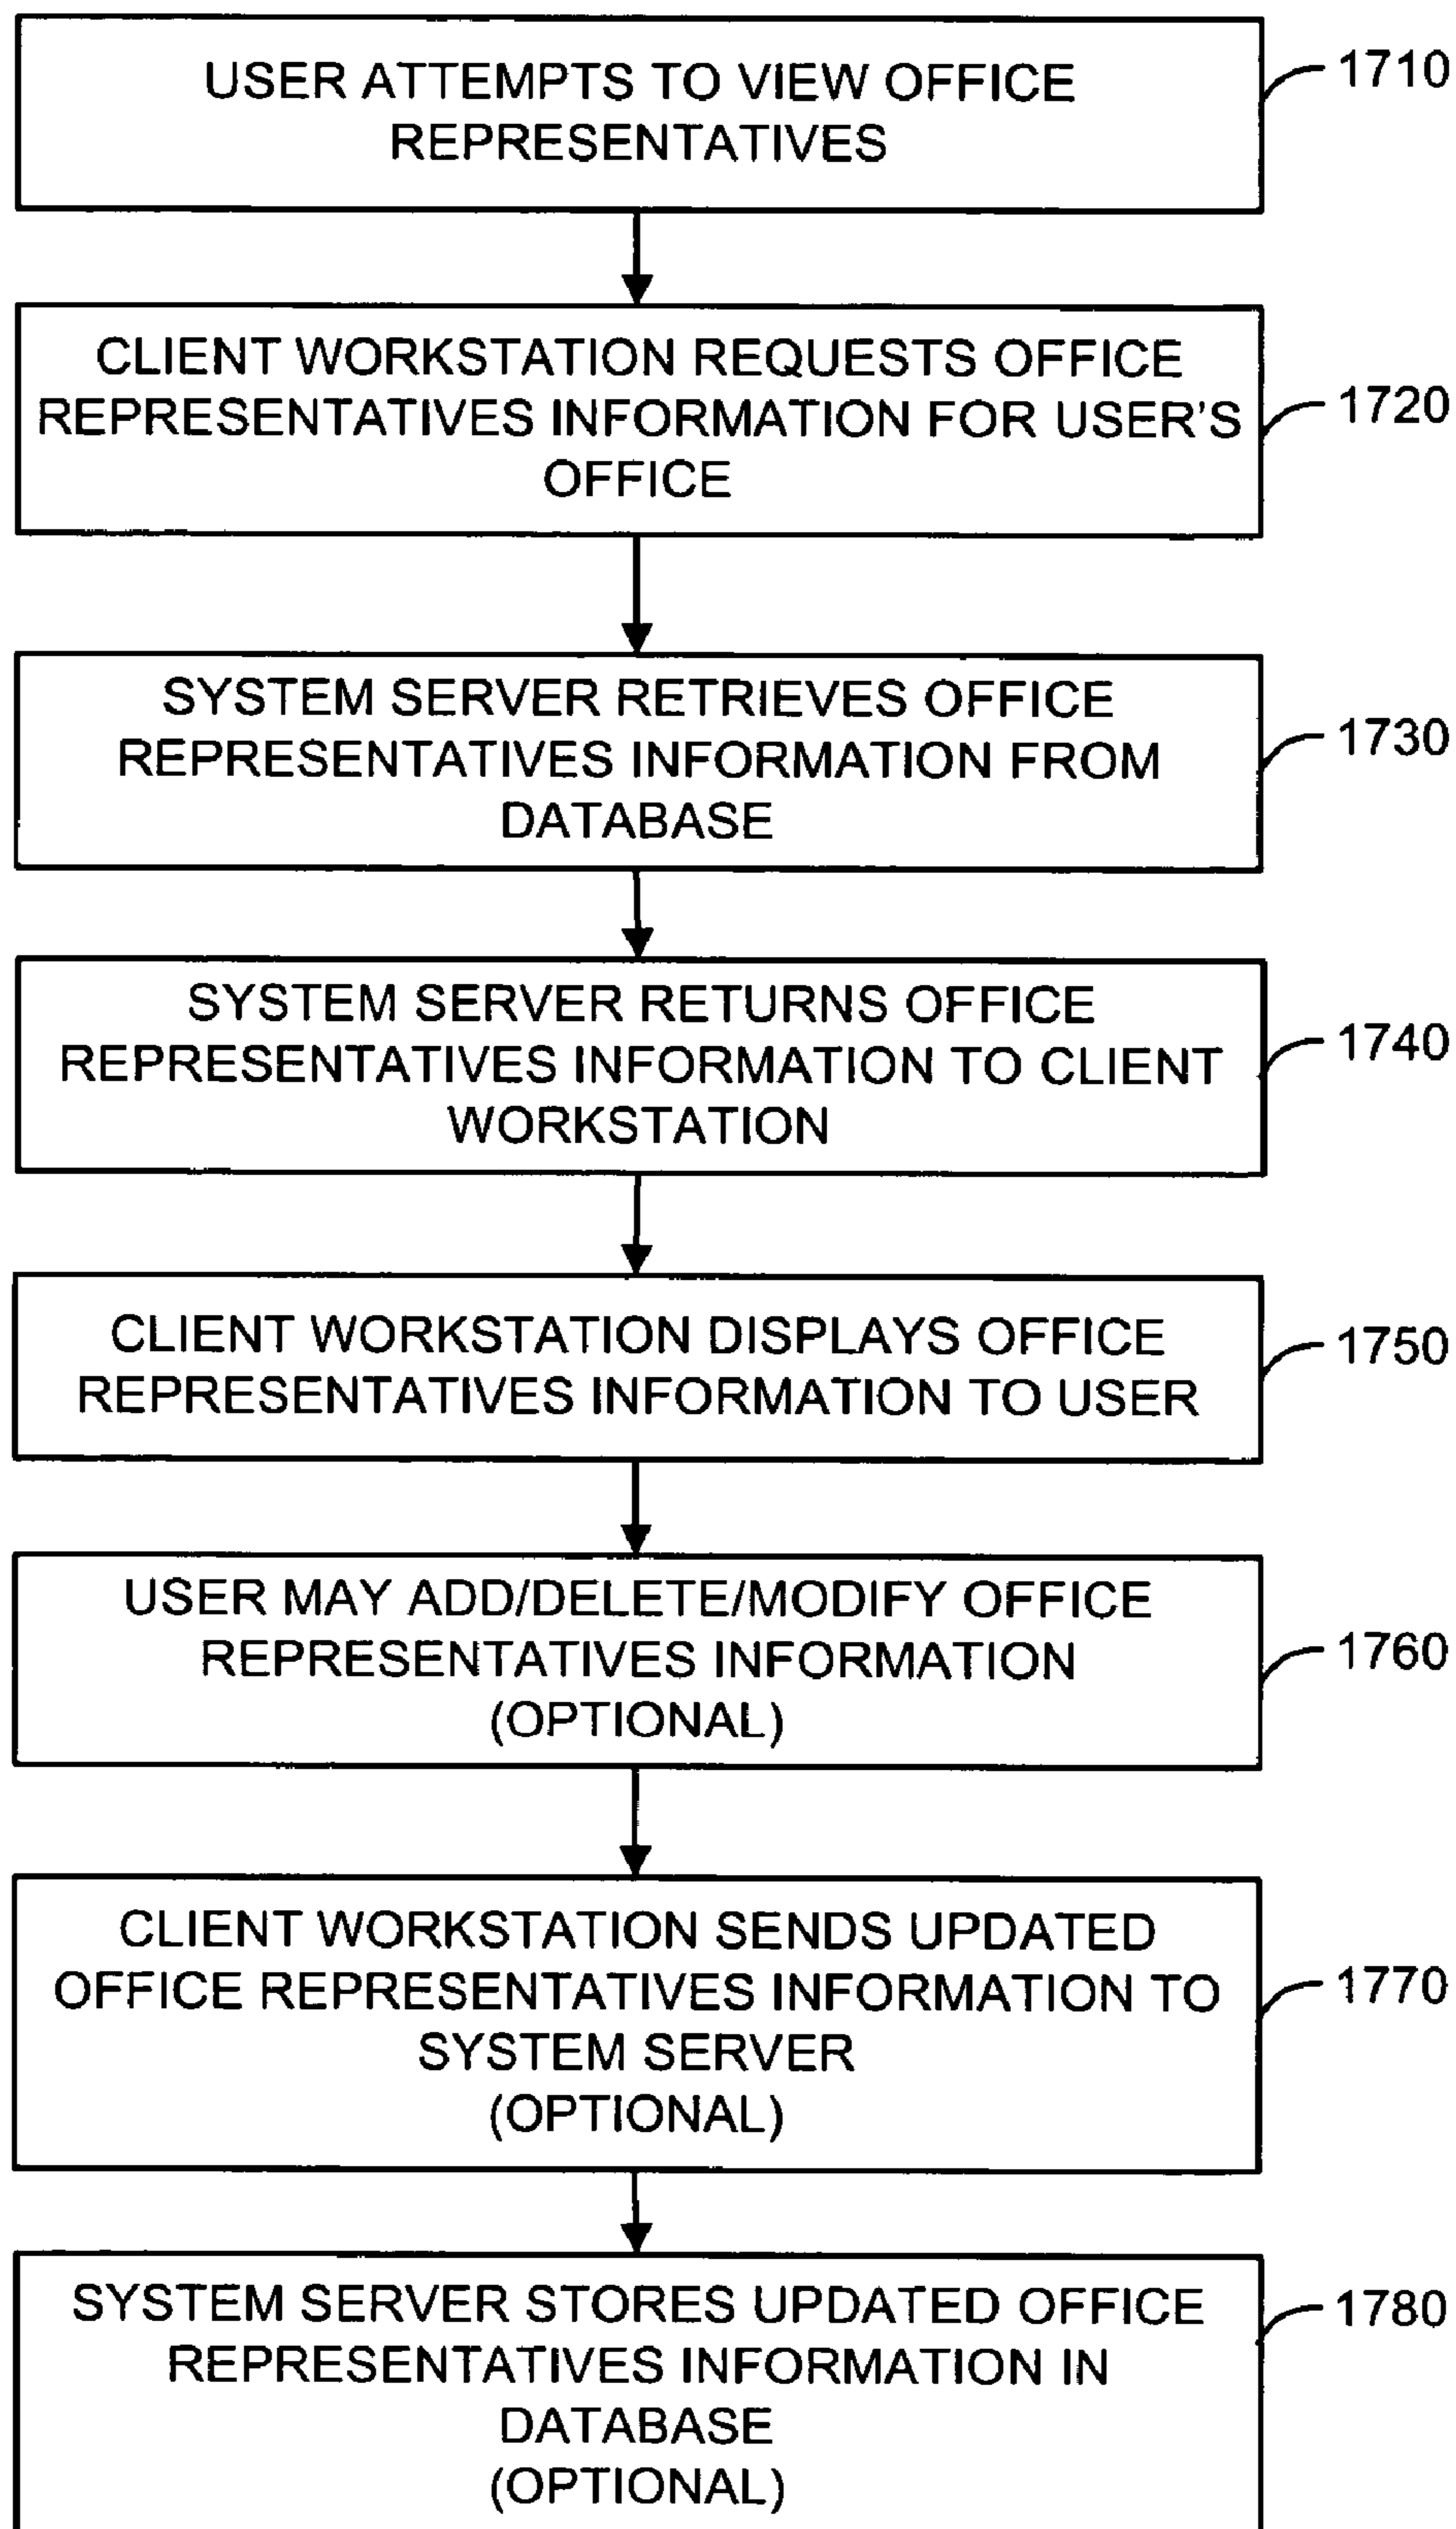 USER ATTEMPTS TO VIEW OFFICE
REPRESENTATIVES
1710
CLIENT WORKSTATION REQUESTS OFFICE
REPRESENTATIVES INFORMATION FOR USER'S
OFFICE
1720
SYSTEM SERVER RETRIEVES OFFICE
REPRESENTATIVES INFORMATION FROM
DATABASE
1730
SYSTEM SERVER RETURNS OFFICE
REPRESENTATIVES INFORMATION TO CLIENT
WORKSTATION
1740
CLIENT WORKSTATION DISPLAYS OFFICE
REPRESENTATIVES INFORMATION TO USER
1750
USER MAY ADD/DELETE/MODIFY OFFICE
REPRESENTATIVES INFORMATION
(OPTIONAL)
1760
CLIENT WORKSTATION SENDS UPDATED
OFFICE REPRESENTATIVES INFORMATION TO
SYSTEM SERVER
(OPTIONAL)
1770
SYSTEM SERVER STORES UPDATED OFFICE
REPRESENTATIVES INFORMATION IN
DATABASE
(OPTIONAL)
1780